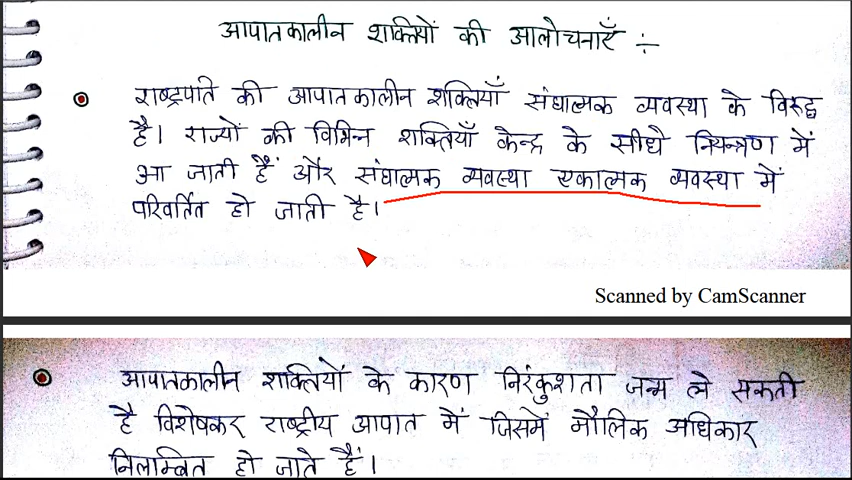 आपातकालीन शक्तियों की आलोचनाएँ ÷
राष्ट्रपति की आपातकालीन शक्तियाँ संघात्मक व्यवस्था के विरुद्ध
है। राज्यों की विभिन्न शक्तियाँ केन्द्र के सीधे नियन्त्रण में
आ जाती हैं और संघात्मक व्यवस्था एकात्मक व्यवस्था में
परिवर्तित हो जाती है।
Scanned by CamScanner
आपातकालीन शक्तियों के कारण निरंकुशता जन्म ले सकती
है विशेषकर राष्ट्रीय आपात में जिसमें मौलिक अधिकार
निलम्बित हो जाते हैं।